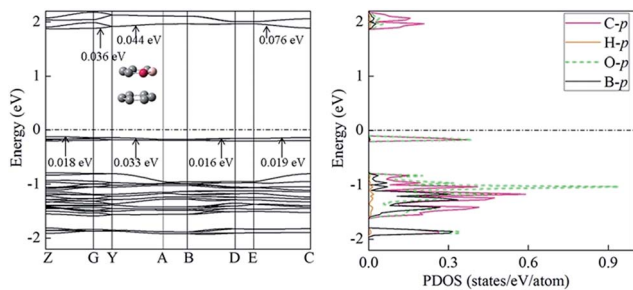 2
1
0
-1
-2
Energy (eV)
0.036 eV
0.044 eV
0.076 eV
0.018 eV
0.033 eV
0.016 eV
0.019 eV
Z G Y A B D E C
2
1
0
-1
-2
Energy (eV)
C-p
H-p
O-p
B-p
0.0 0.3 0.6 0.9
PDOS (states/eV/atom)